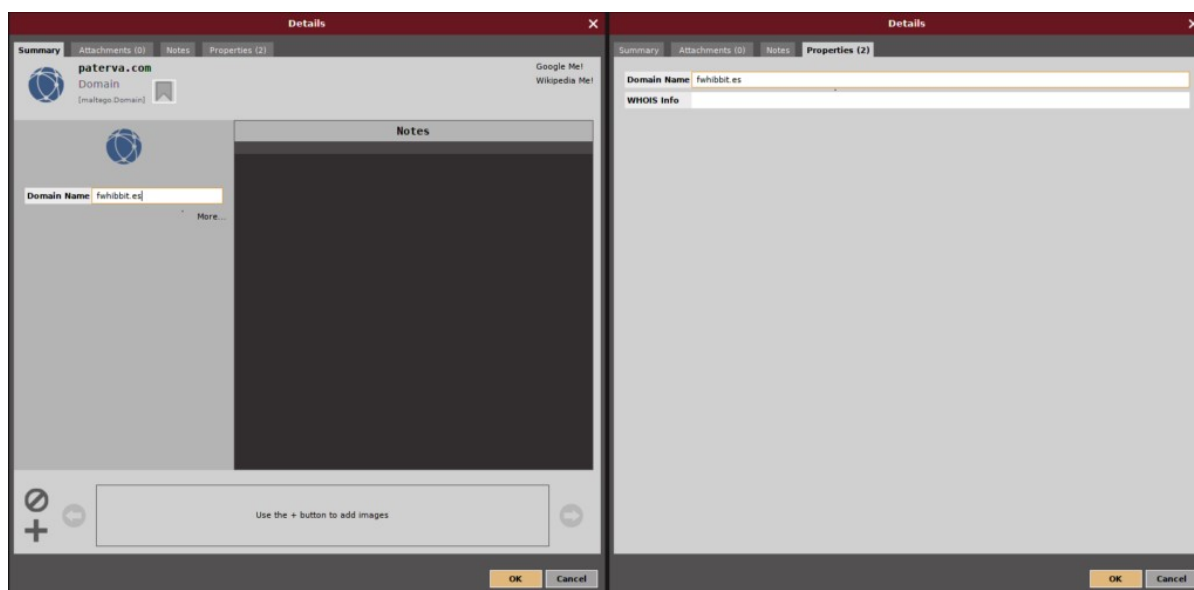 Details
Summary Attachments (0) Notes Properties (2)
paterva.com
Domain
[maltego.Domain]
Google Me!
Wikipedia Me!
Notes
Domain Name fwhibbit.es
More...
Use the + button to add images
OK Cancel
Details
Summary Attachments (0) Notes Properties (2)
Domain Name fwhibbit.es
WHOIS Info
OK Cancel